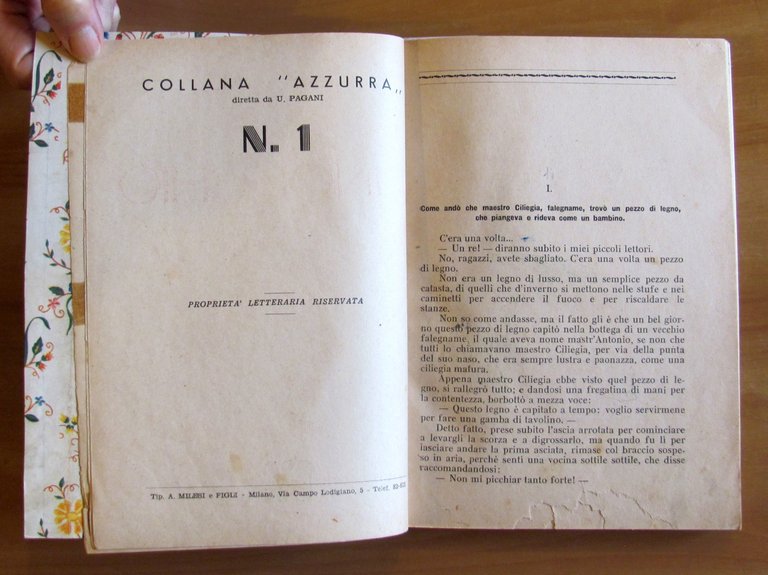 COLLANA "AZZURRA"
diretta da U. PAGANI
N. 1
PROPRIETA' LETTERARIA RISERVATA
Tip. A. MILESI e FIGLI - Milano, Via Campo Lodigiano, 5 - Telef.
I.
Come andò che maestro Ciliegia, falegname, trovò un pezzo di legno,
che piangeva e rideva come un bambino.
C'era una volta...
— Un re! — diranno subito i miei piccoli lettori.
No, ragazzi, avete sbagliato. C'era una volta un pezzo
di legno.
Non era un legno di lusso, ma un semplice pezzo da
catasta, di quelli che d'inverno si mettono nelle stufe e nei
caminetti per accendere il fuoco e per riscaldare le
stanze.
Non so come andasse, ma il fatto gli è che un bel gior-
no questo pezzo di legno capitò nella bottega di un vecchio
falegname, il quale aveva nome mastr'Antonio, se non che
tutti lo chiamavano maestro Ciliegia, per via della punta
del suo naso, che era sempre lustra e paonazza, come una
ciliegia matura.
Appena maestro Ciliegia ebbe visto quel pezzo di le-
gno, si rallegrò tutto; e dandosi una fregatina di mani per
la contentezza, borbottò a mezza voce:
— Questo legno è capitato a tempo: voglio servirmene
per fare una gamba di tavolino. —
Detto fatto, prese subito l'ascia arrotata per cominciare
a levargli la scorza e a digrossarlo, ma quando fu lì per
lasciare andare la prima asciata, rimase col braccio sospe-
so in aria, perchè sentì una vocina sottile sottile, che disse
raccomandandosi:
— Non mi picchiar tanto forte! —